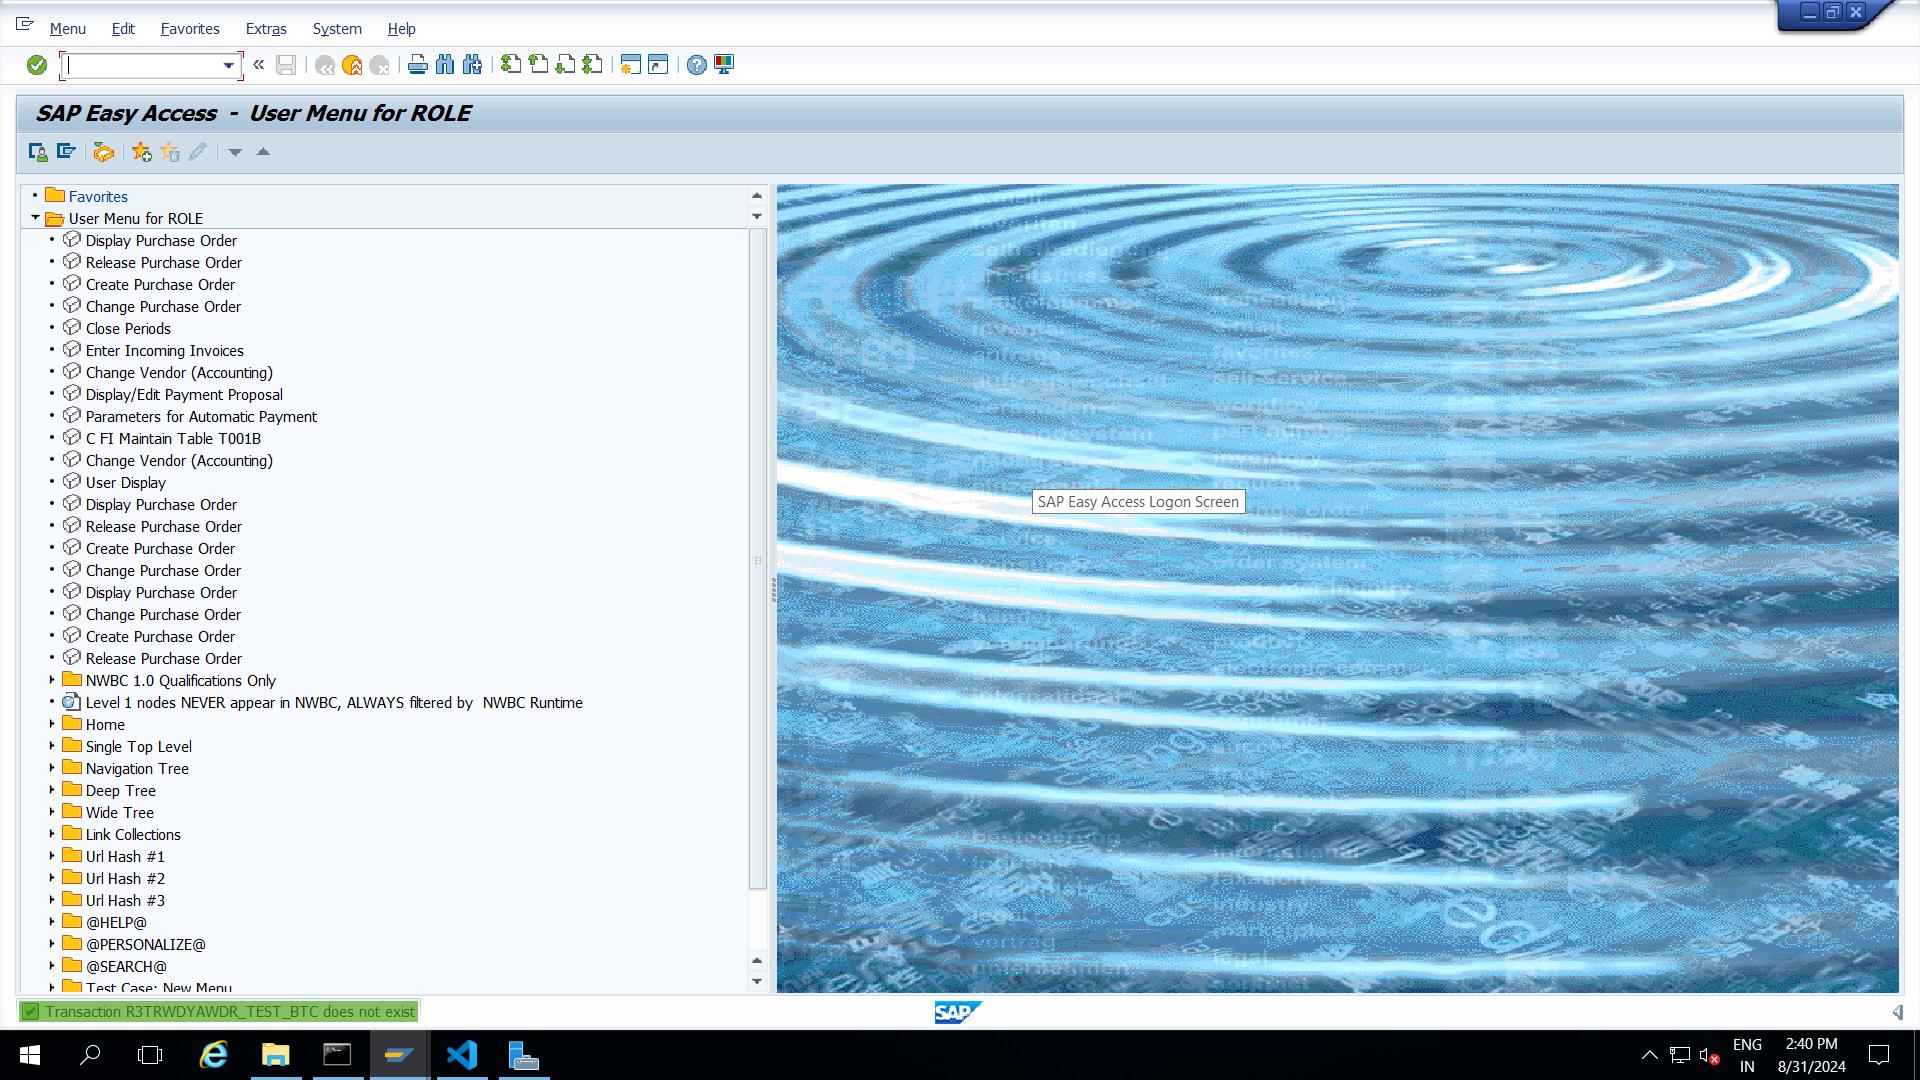 Menu Edit Favorites Extras System Help
SAP Easy Access - User Menu for ROLE
Favorites
User Menu for ROLE
Display Purchase Order
Release Purchase Order
Create Purchase Order
Change Purchase Order
Close Periods
Enter Incoming Invoices
Change Vendor (Accounting)
Display/Edit Payment Proposal
Parameters for Automatic Payment
C FI Maintain Table T001B
Change Vendor (Accounting)
User Display
Display Purchase Order
Release Purchase Order
Create Purchase Order
Change Purchase Order
Display Purchase Order
Change Purchase Order
Create Purchase Order
Release Purchase Order
NWBC 1.0 Qualifications Only
Level 1 nodes NEVER appear in NWBC, ALWAYS filtered by NWBC Runtime
Home
Single Top Level
Navigation Tree
Deep Tree
Wide Tree
Link Collections
Url Hash #1
Url Hash #2
Url Hash #3
@HELP@
@PERSONALIZE@
@SEARCH@
Test Case: New Menu
SAP Easy Access Logon Screen
Transaction R3TRWDYAWDR_TEST_BTC does not exist
SAP
ENG
IN
2:40 PM
8/31/2024